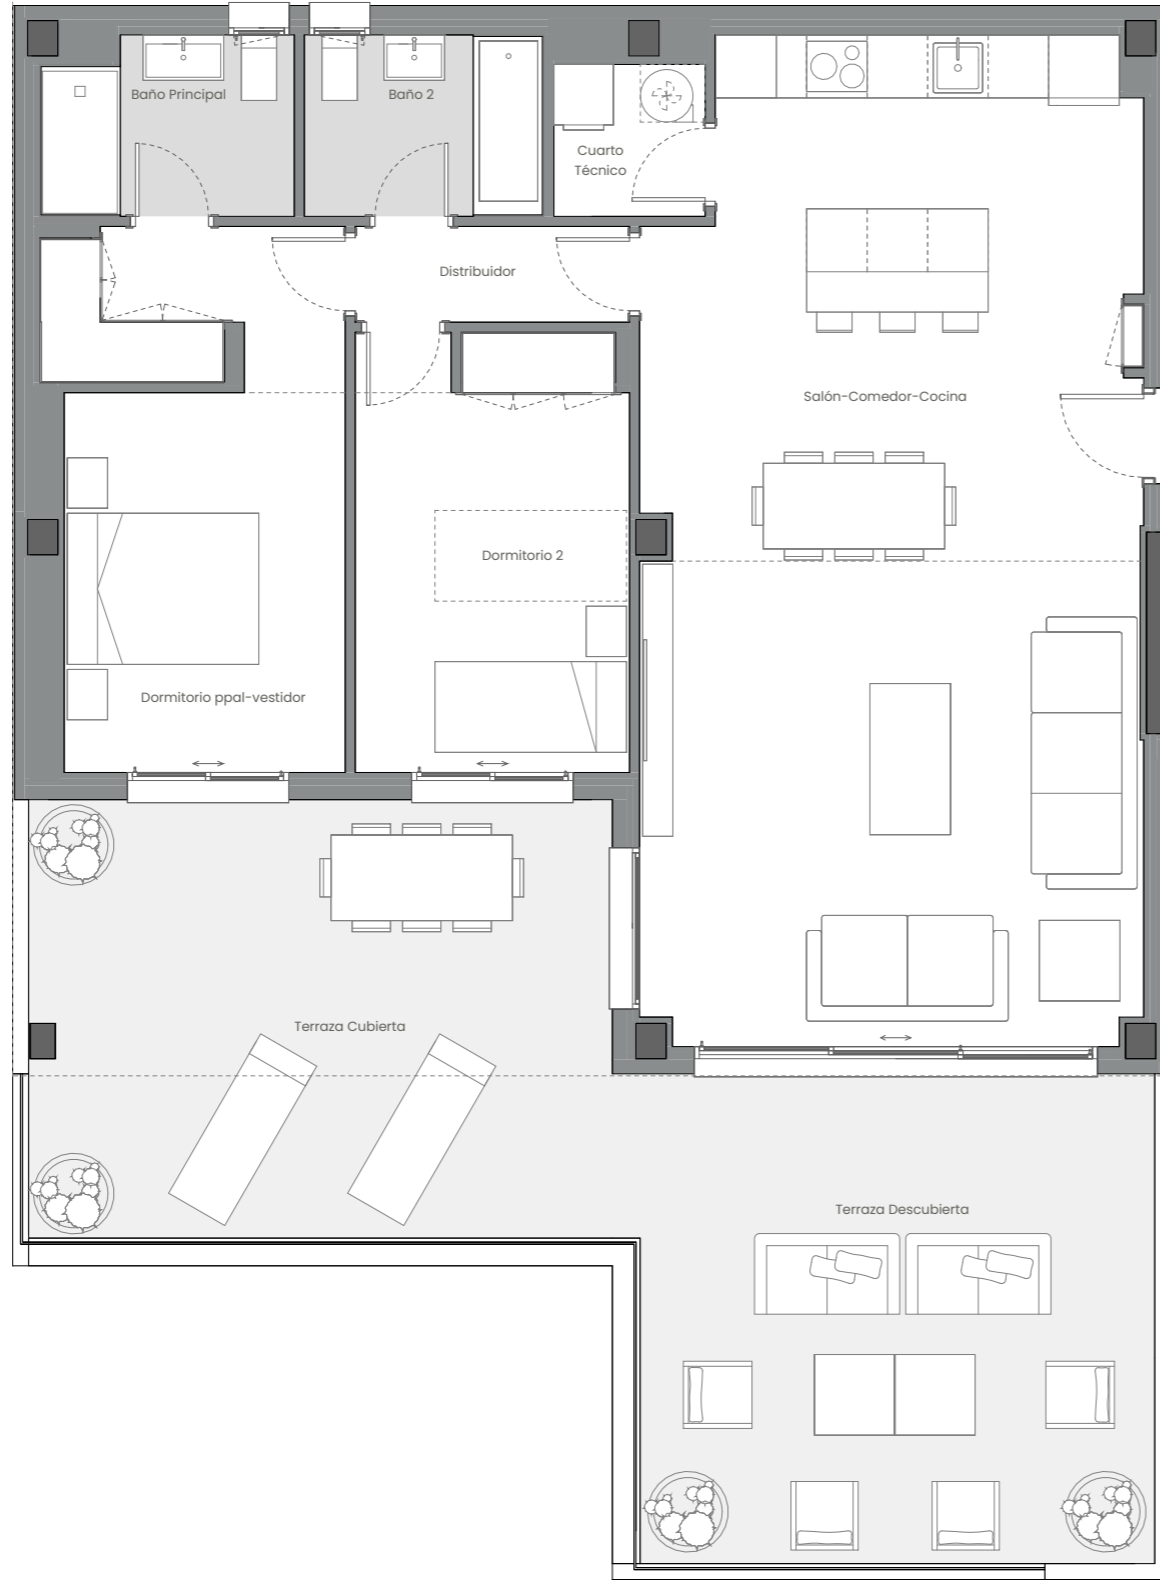 Baño Principal
Baño 2
Cuarto
Técnico
Distribuidor
Salón-Comedor-Cocina
Dormitorio 2
Dormitorio ppal-vestidor
Terraza Cubierta
Terraza Descubierta